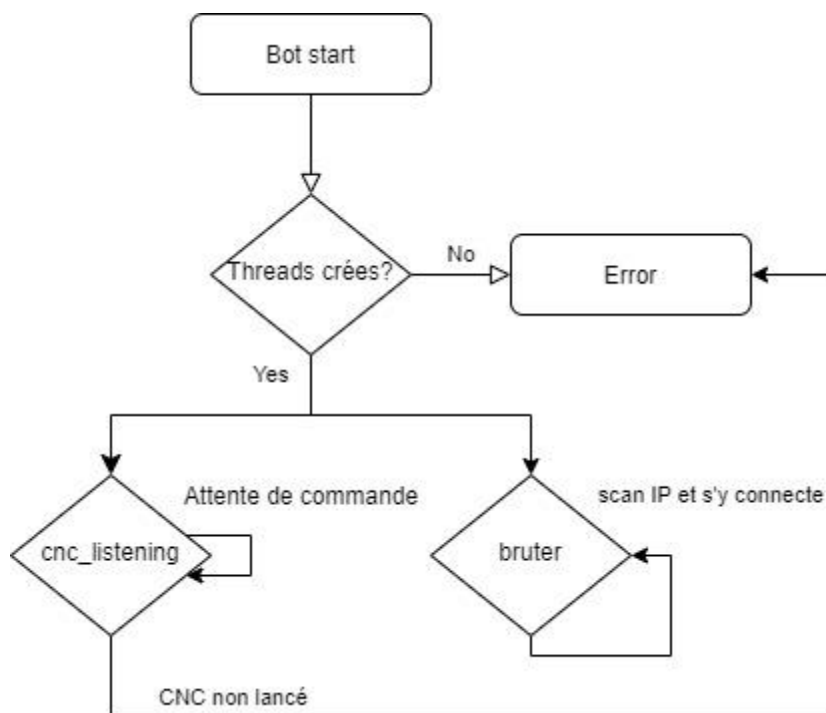 Bot start
Threads crées?
No
Error
Yes
Attente de commande
scan IP et s'y connecte
cnc_listening
bruter
CNC non lancé